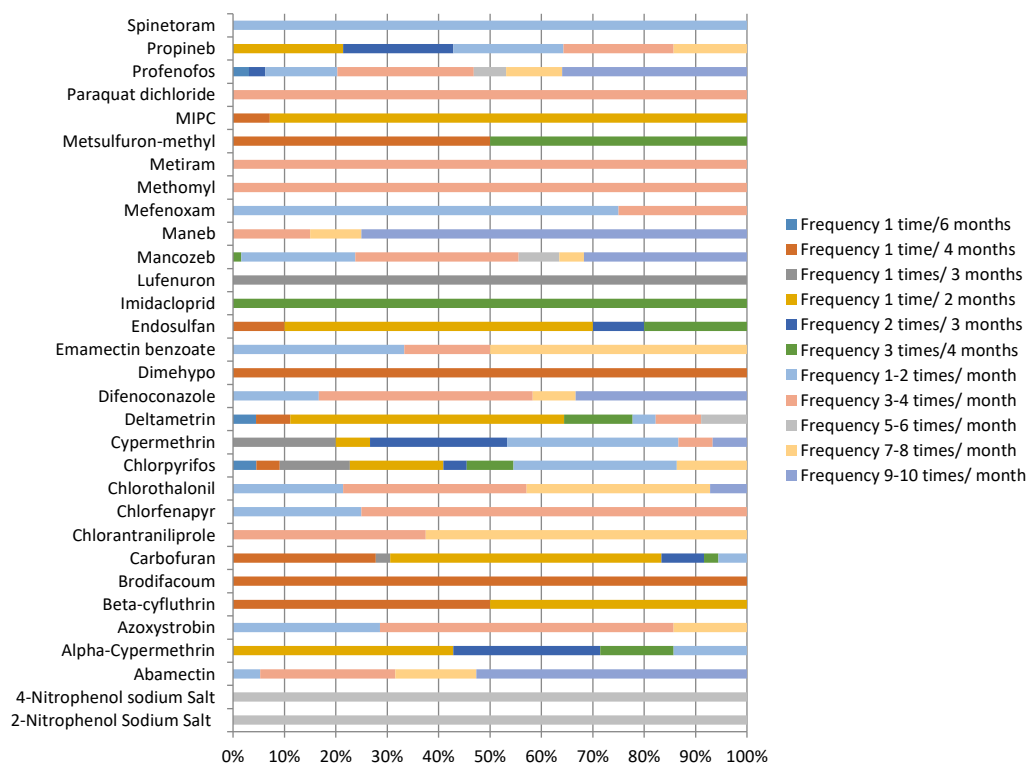 Spinetoram
Propineb
Profenofos
Paraquat dichloride
MIPC
Metsulfuron-methyl
Metiram
Methomyl
Mefenoxam
Maneb
Mancozeb
Lufenuron
Imidacloprid
Endosulfan
Emamectin benzoate
Dimehypo
Difenoconazole
Deltametrin
Cypermethrin
Chlorpyrifos
Chlorothalonil
Chlorfenapyr
Chlorantraniliprole
Carbofuran
Brodifacoum
Beta-cyfluthrin
Azoxystrobin
Alpha-Cypermethrin
Abamectin
4-Nitrophenol sodium Salt
2-Nitrophenol Sodium Salt
0% 10% 20% 30% 40% 50% 60% 70% 80% 90% 100%
Frequency 1 time/6 months
Frequency 1 time/ 4 months
Frequency 1 times/ 3 months
Frequency 1 time/ 2 months
Frequency 2 times/ 3 months
Frequency 3 times/4 months
Frequency 1-2 times/ month
Frequency 3-4 times/ month
Frequency 5-6 times/ month
Frequency 7-8 times/ month
Frequency 9-10 times/ month